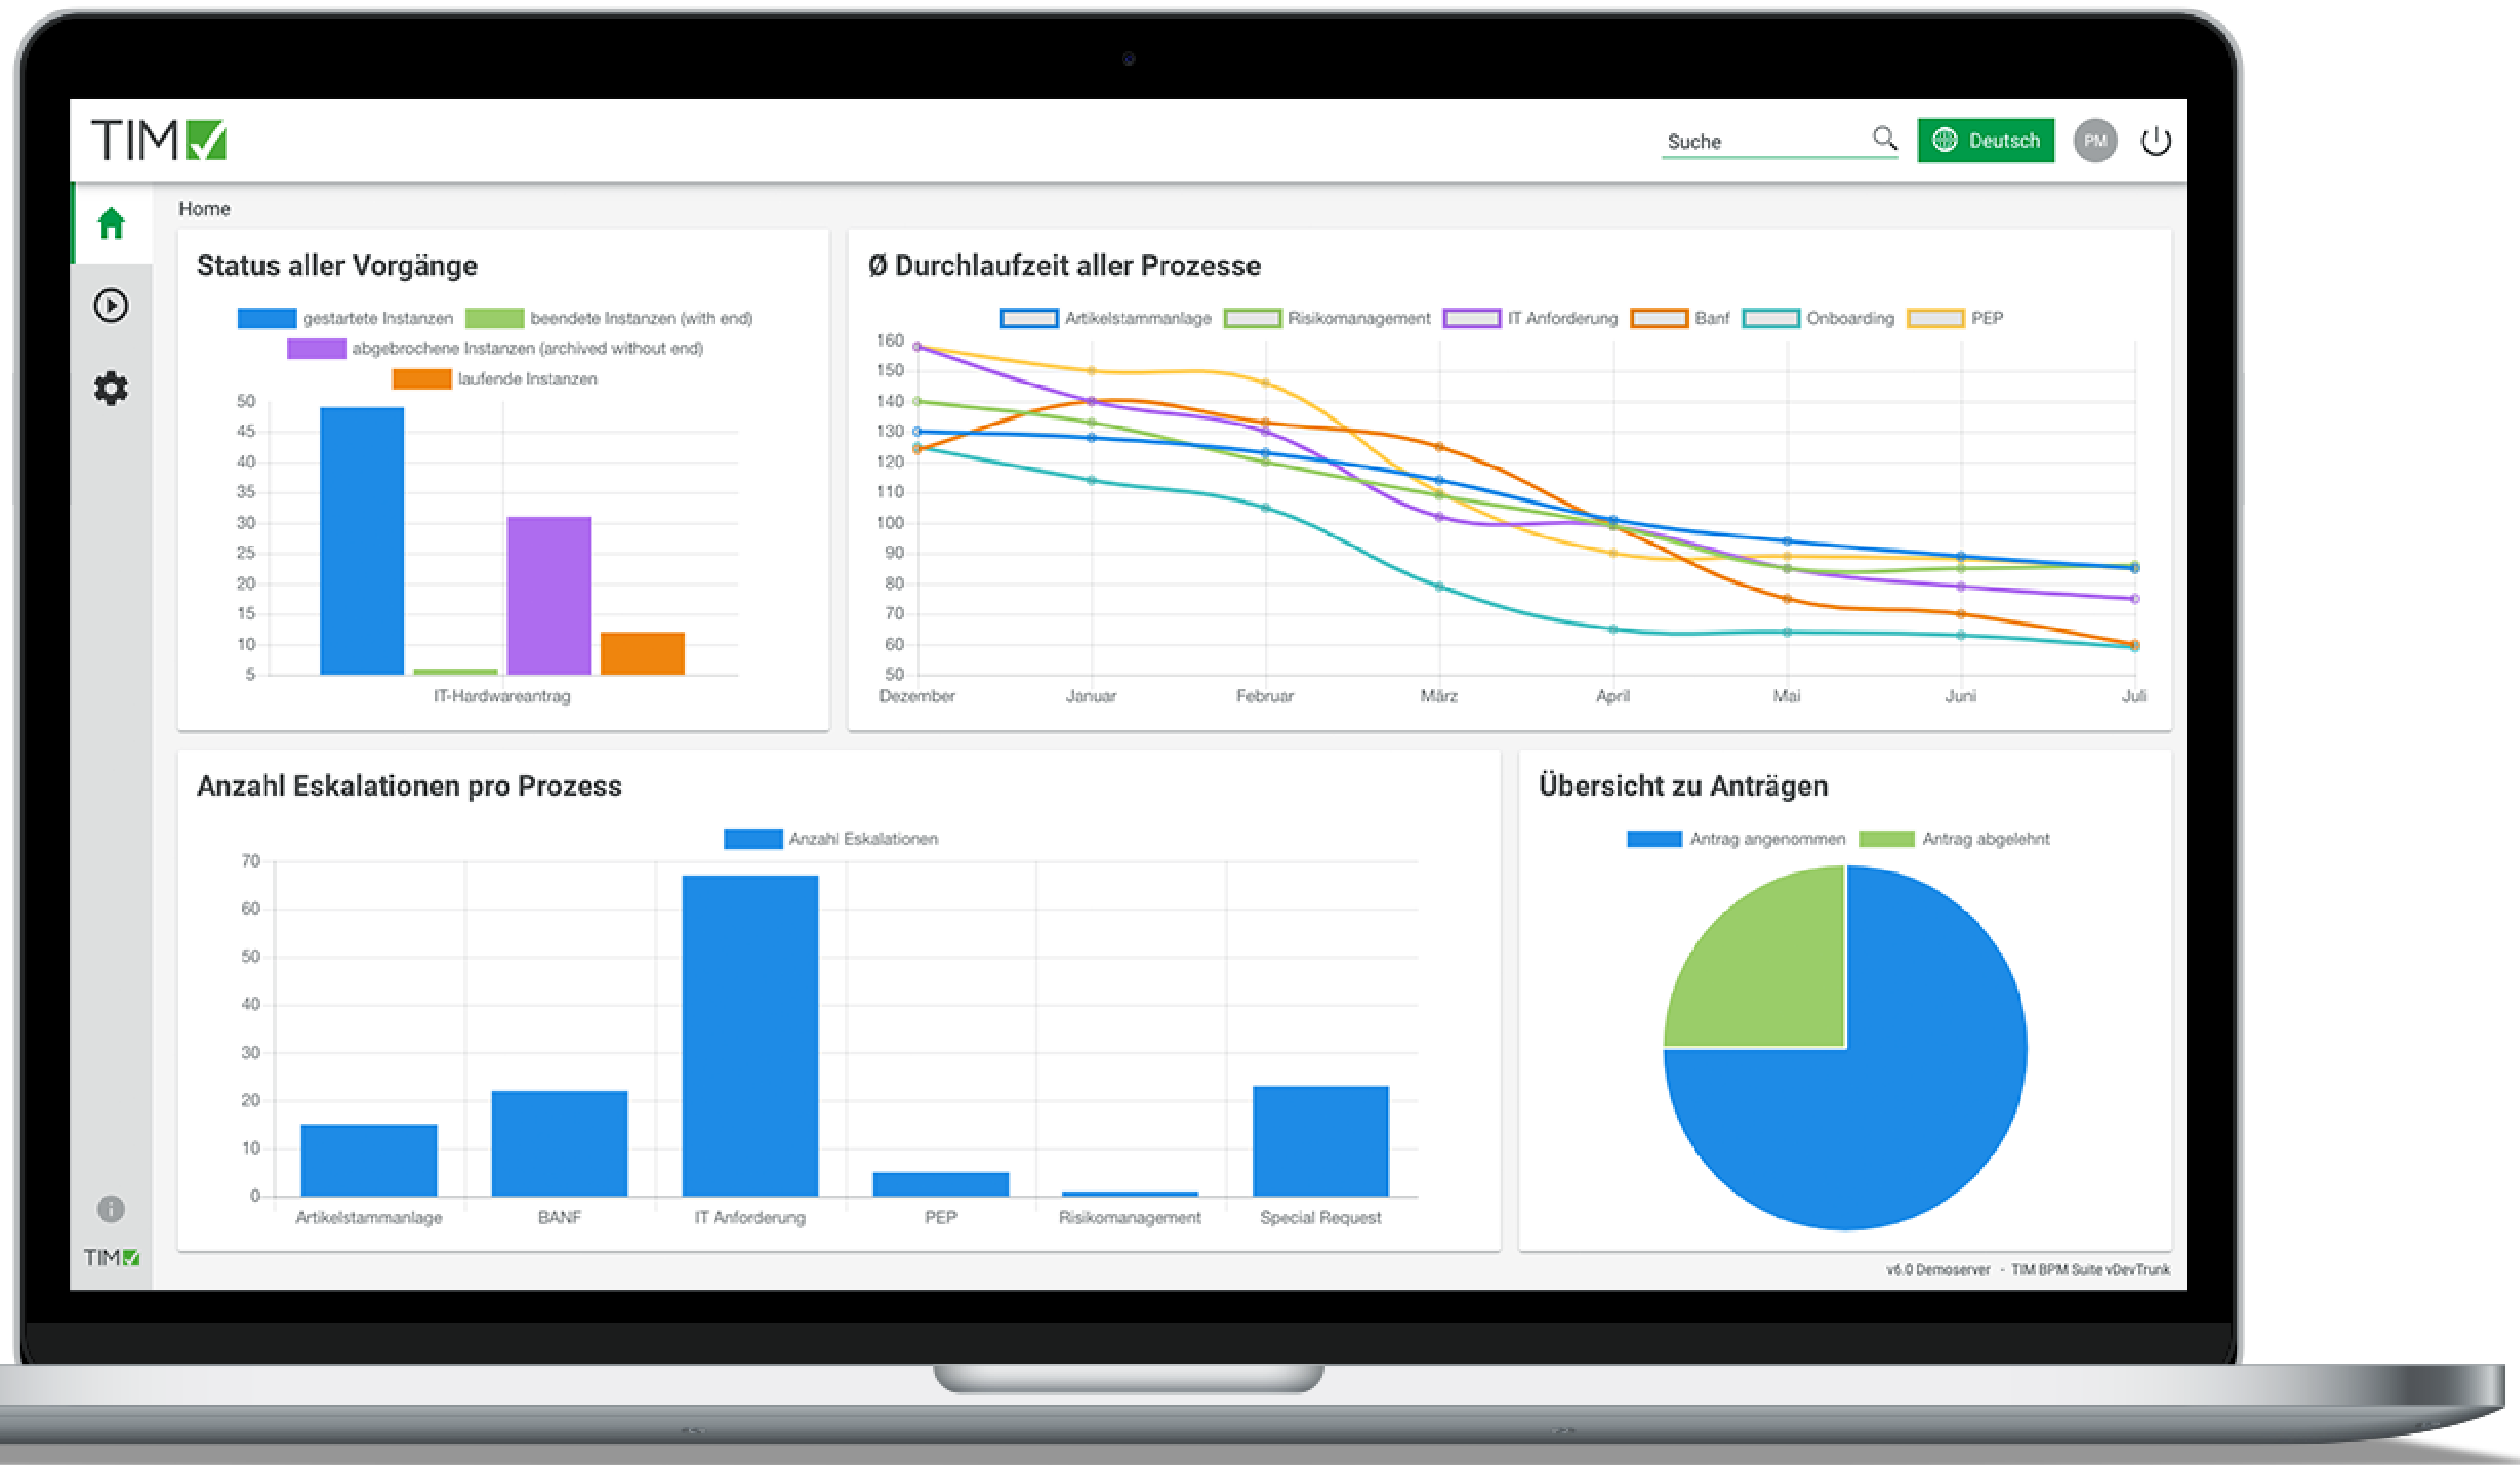 TIM
Suche
Deutsch
PM
Home
Status aller Vorgänge
gestartete Instanzen
beendete Instanzen (with end)
abgebrochene Instanzen (archived without end)
laufende Instanzen
50
45
40
35
30
25
20
15
10
5
IT-Hardwareantrag
Ø Durchlaufzeit aller Prozesse
Artikelstammanlage
Risikomanagement
IT Anforderung
Banf
Onboarding
PEP
160
150
140
130
120
110
100
90
80
70
60
50
Dezember
Januar
Februar
März
April
Mai
Juni
Juli
Anzahl Eskalationen pro Prozess
Anzahl Eskalationen
70
60
50
40
30
20
10
0
Artikelstammanlage
BANF
IT Anforderung
PEP
Risikomanagement
Special Request
Übersicht zu Anträgen
Antrag angenommen
Antrag abgelehnt
TIM
v6.0 Demoserver - TIM BPM Suite vDevTrunk